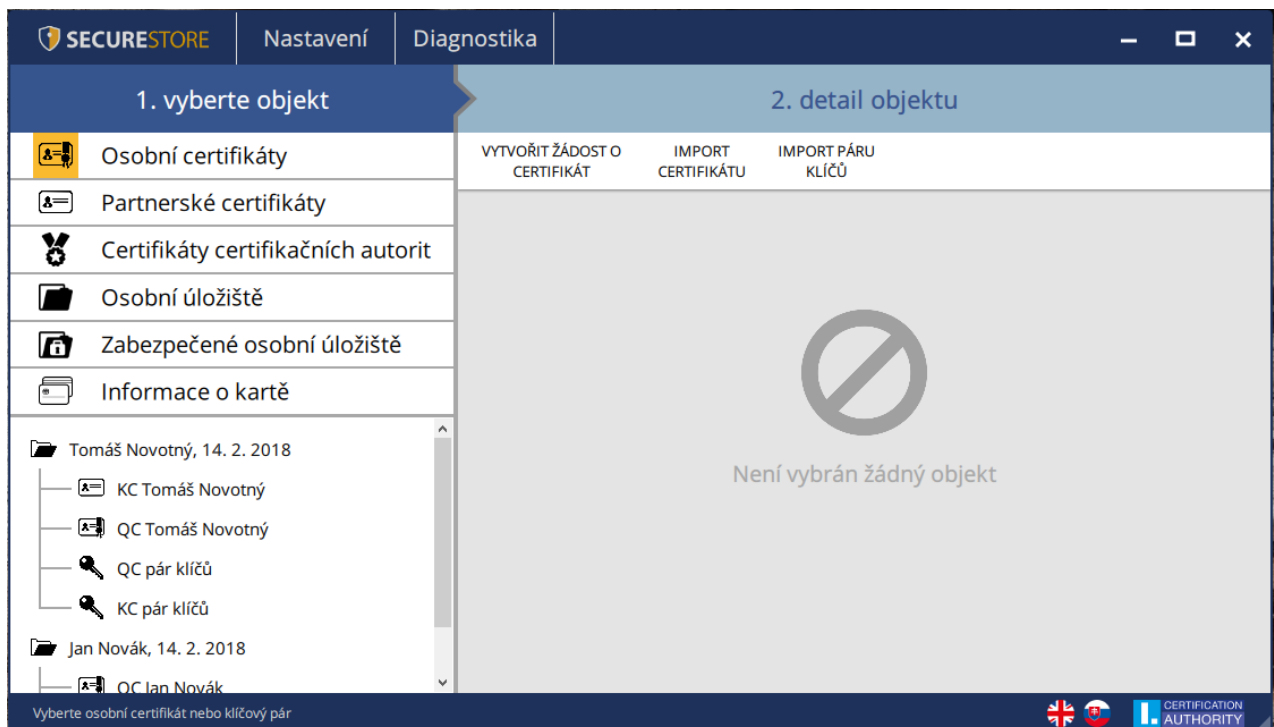 SECURESTORE
Nastavení
Diagnostika
1. vyberte objekt
2. detail objektu
Osobní certifikáty
Partnerské certifikáty
Certifikáty certifikačních autorit
Osobní úložiště
Zabezpečené osobní úložiště
Informace o kartě
Tomáš Novotný, 14. 2. 2018
KC Tomáš Novotný
QC Tomáš Novotný
QC pár klíčů
KC pár klíčů
Jan Novák, 14. 2. 2018
QC Jan Novák
VYTVOŘIT ŽÁDOST O
CERTIFIKÁT
IMPORT
CERTIFIKÁTU
IMPORT PÁRU
KLÍČŮ
Není vybrán žádný objekt
Vyberte osobní certifikát nebo klíčový pár
I.
CERTIFICATION
AUTHORITY